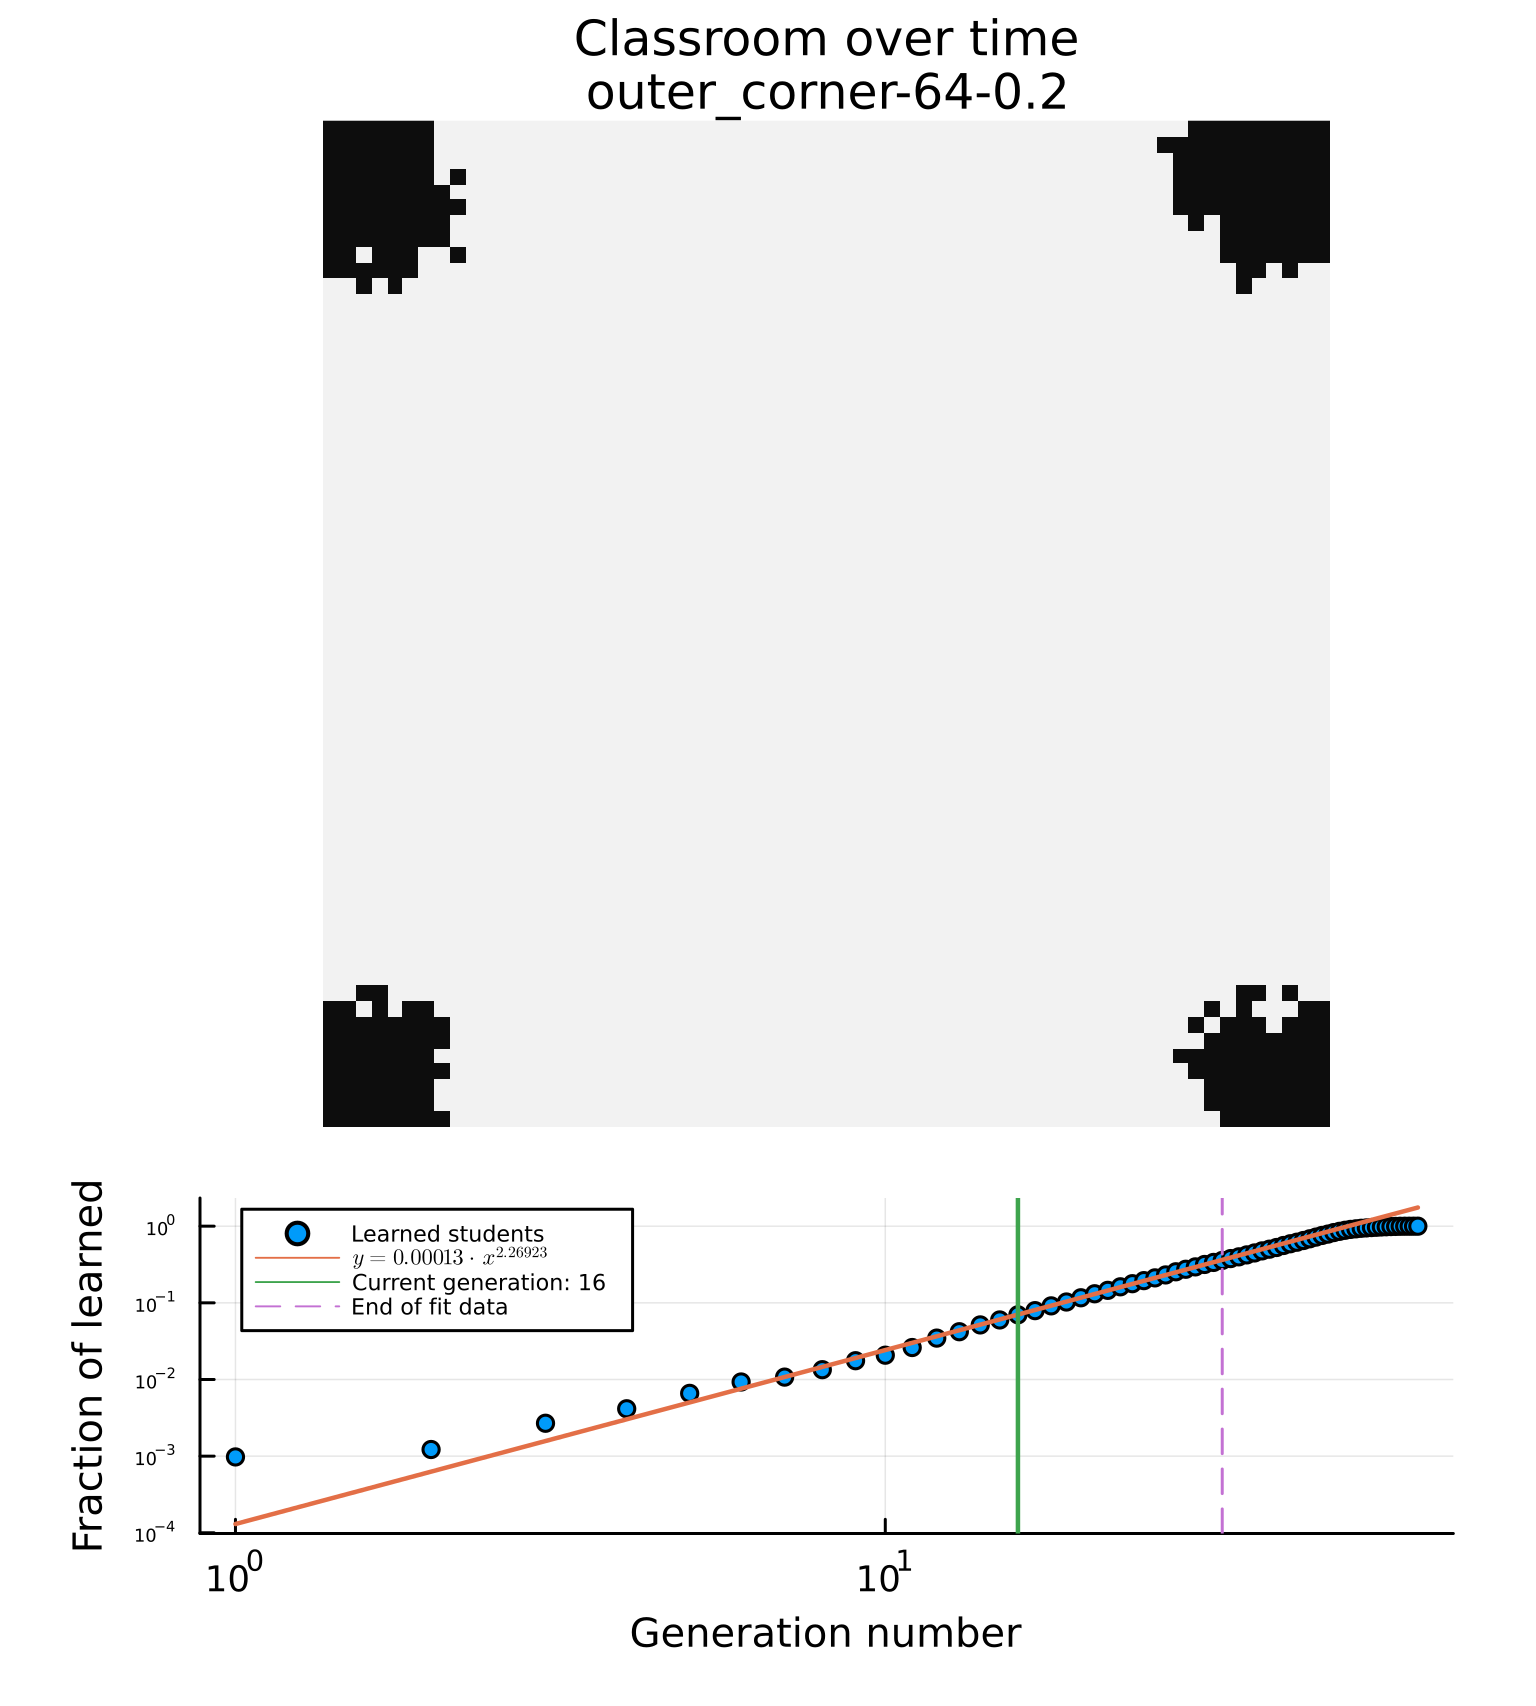 Classroom over time
outer_corner-64-0.2
Fraction of learned
10^0
10^-1
10^-2
10^-3
10^-4
Learned students
y = 0.00013 · x^2.26923
Current generation: 16
End of fit data
10^0
10^1
Generation number